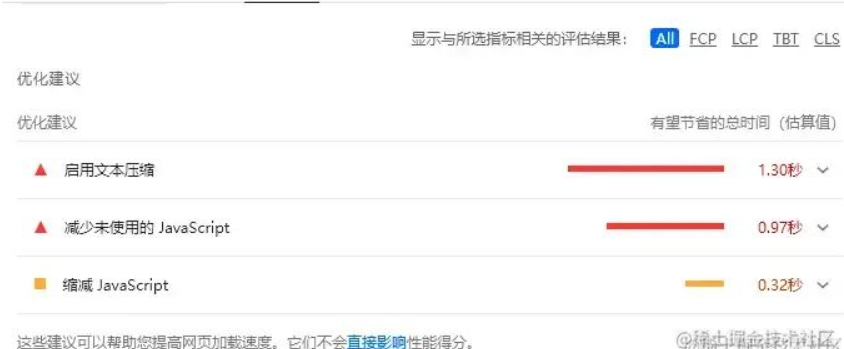 显示与所选指标相关的评估结果： All FCP LCP TBT CLS
优化建议
优化建议 有望节省的总时间（估算值）
启用文本压缩 1.30秒
减少未使用的 JavaScript 0.97秒
缩减 JavaScript 0.32秒
这些建议可以帮助您提高网页加载速度。它们不会直接影响性能得分。
@稀土掘金技术社区